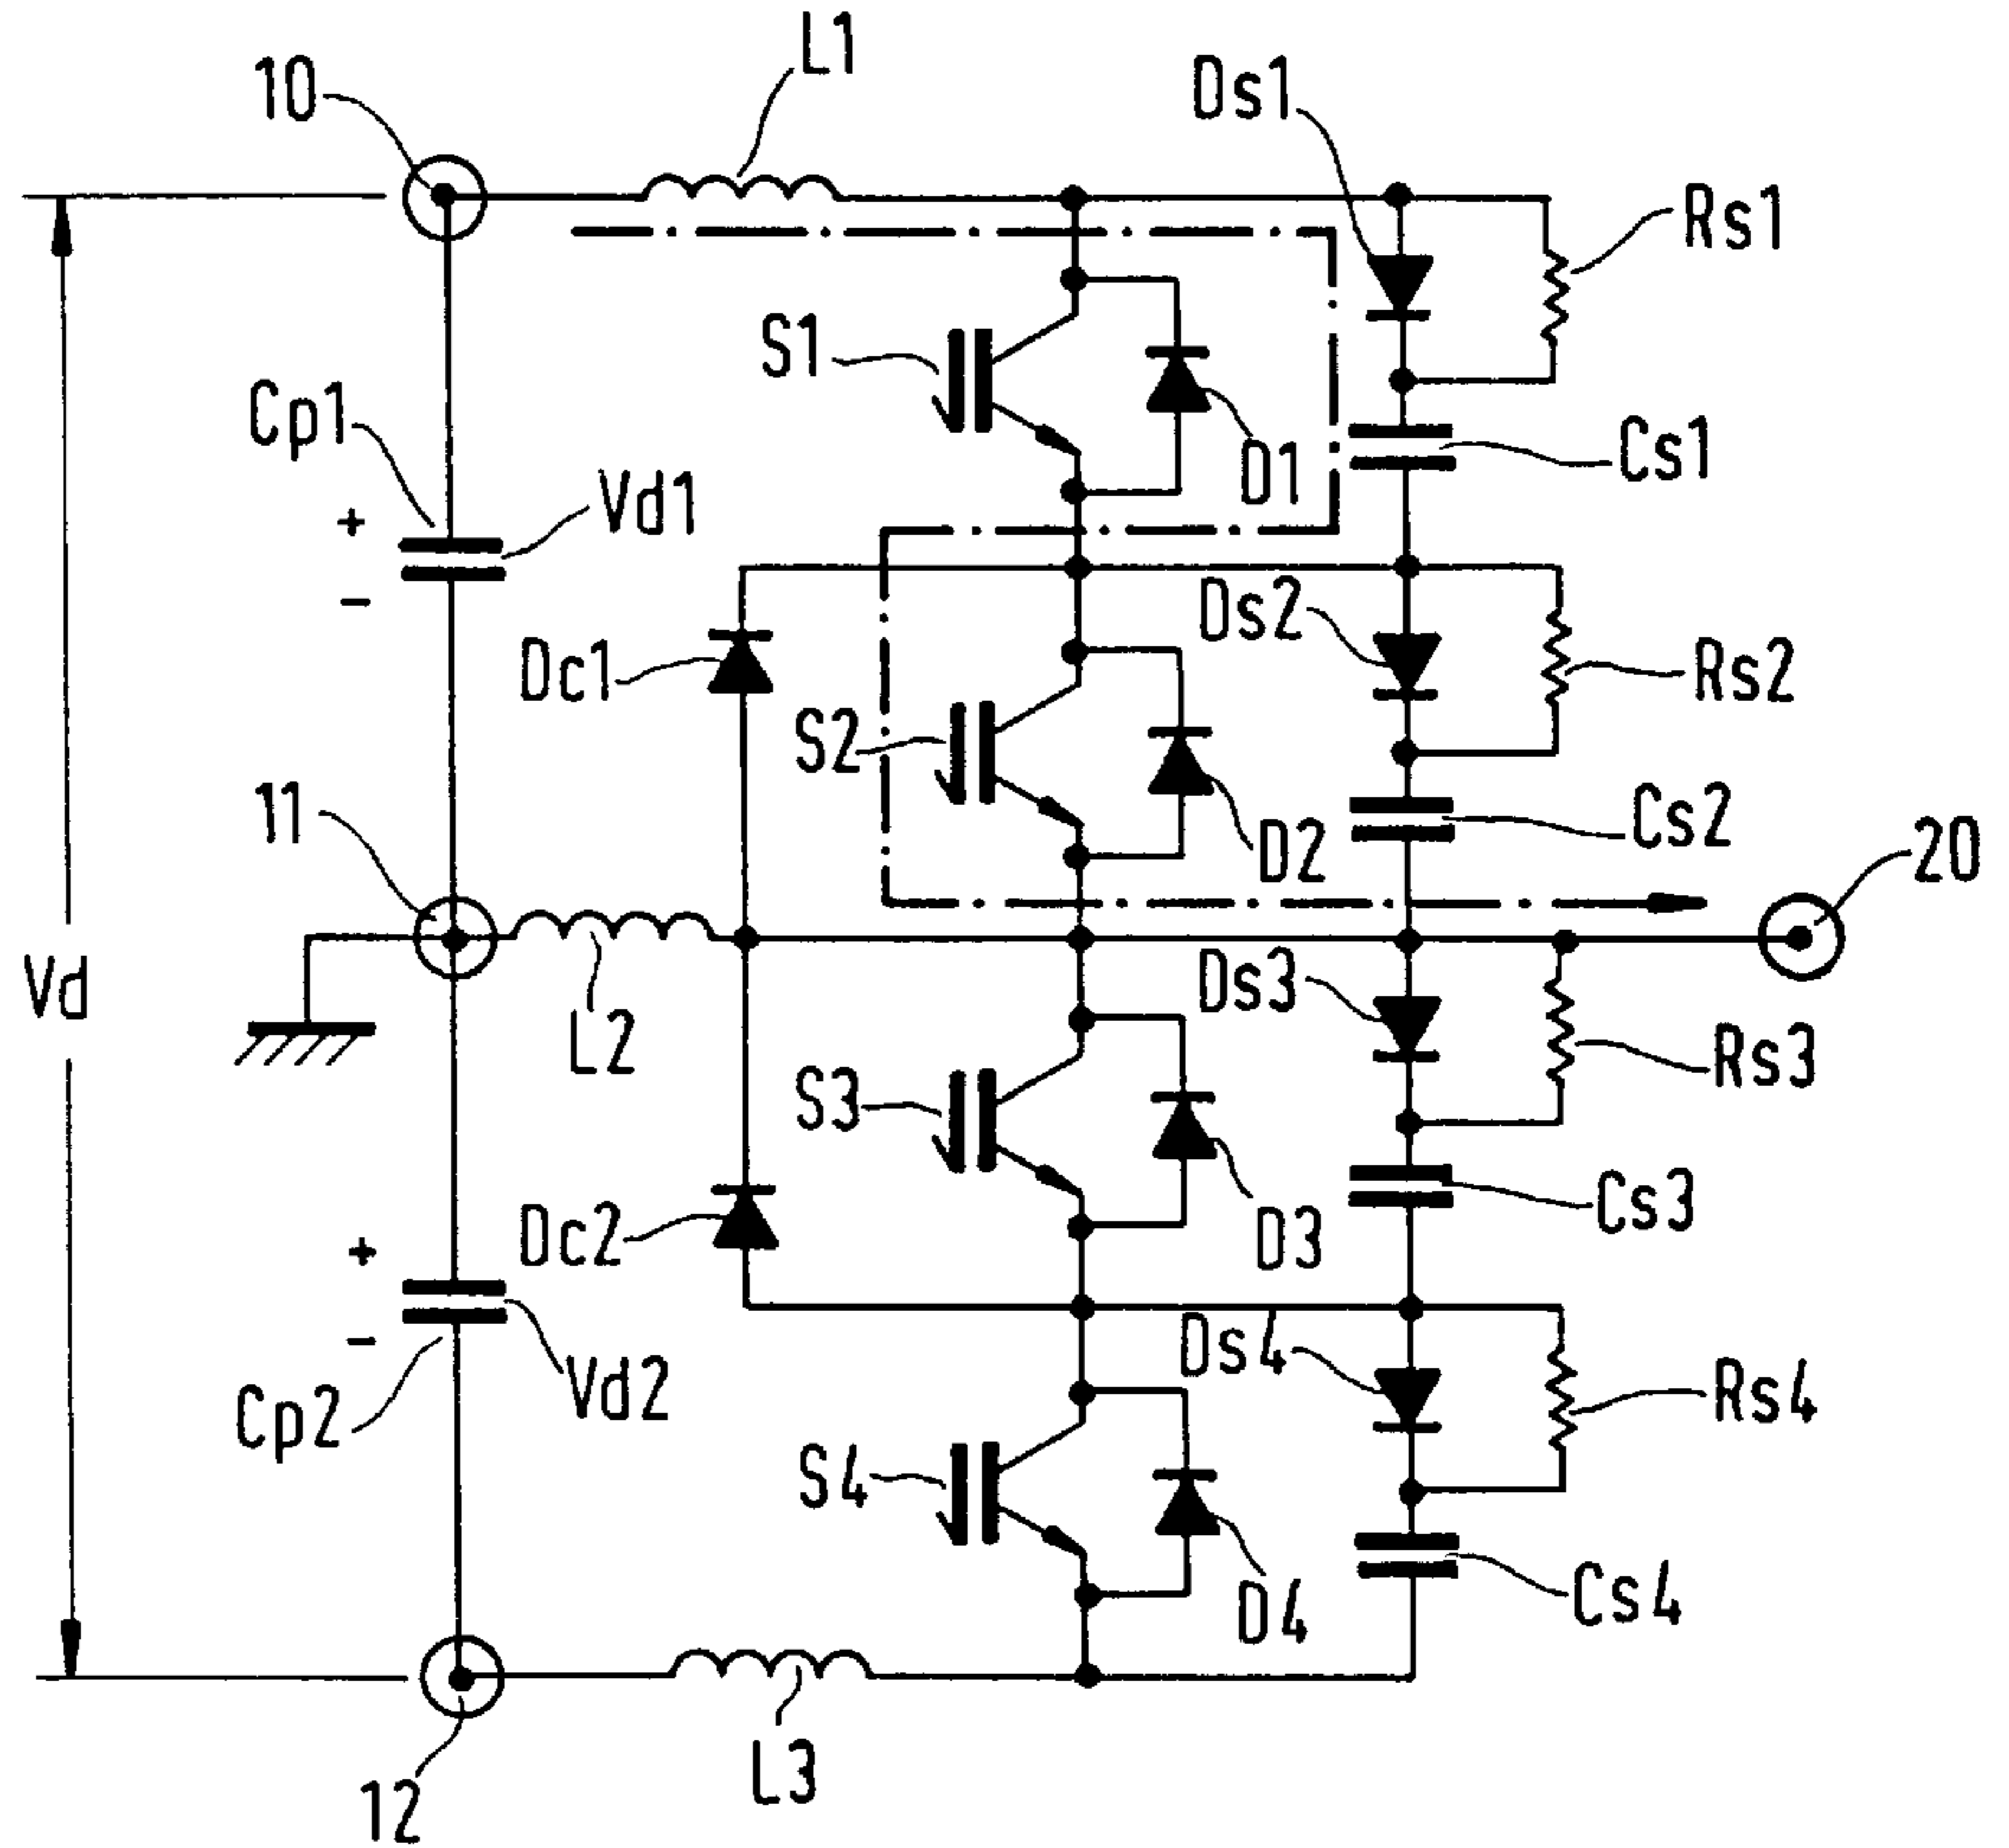 L1
10
Ds1
Rs1
S1
Cp1
D1
Cs1
+
Vd1
-
Ds2
Dc1
Rs2
S2
11
Cs2
D2
20
Ds3
Vd
L2
Rs3
S3
Cs3
Dc2
D3
+
Ds4
-
Vd2
Rs4
Cp2
S4
Cs4
D4
L3
12